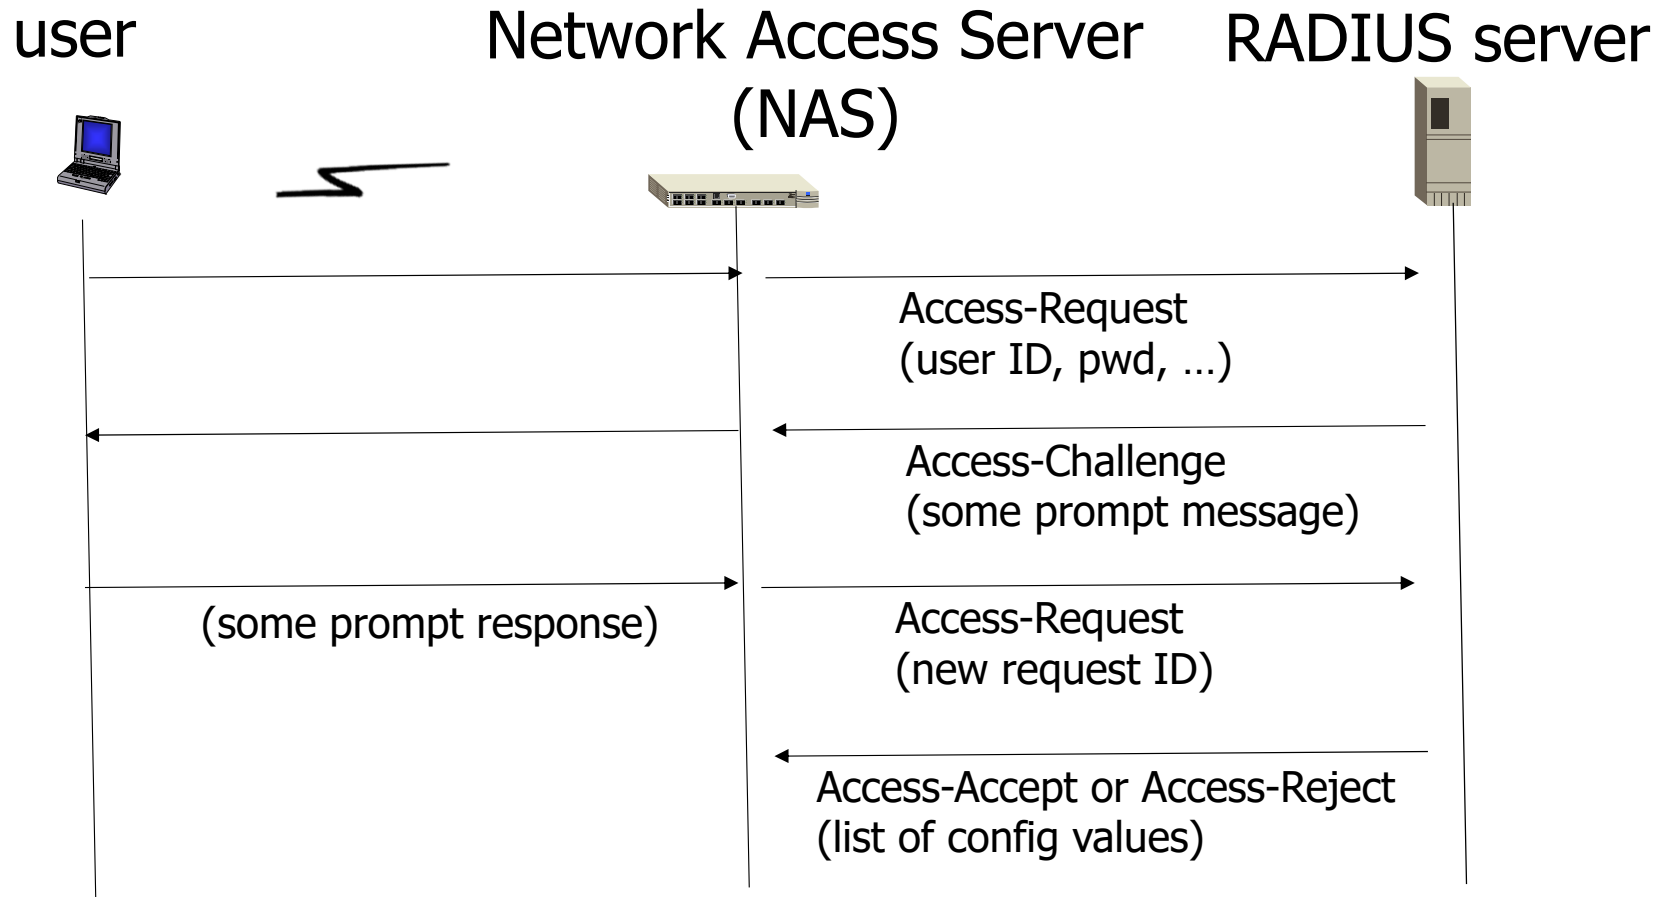 user
Network Access Server
(NAS)
RADIUS server
Access-Request
(user ID, pwd, …)
Access-Challenge
(some prompt message)
(some prompt response)
Access-Request
(new request ID)
Access-Accept or Access-Reject
(list of config values)